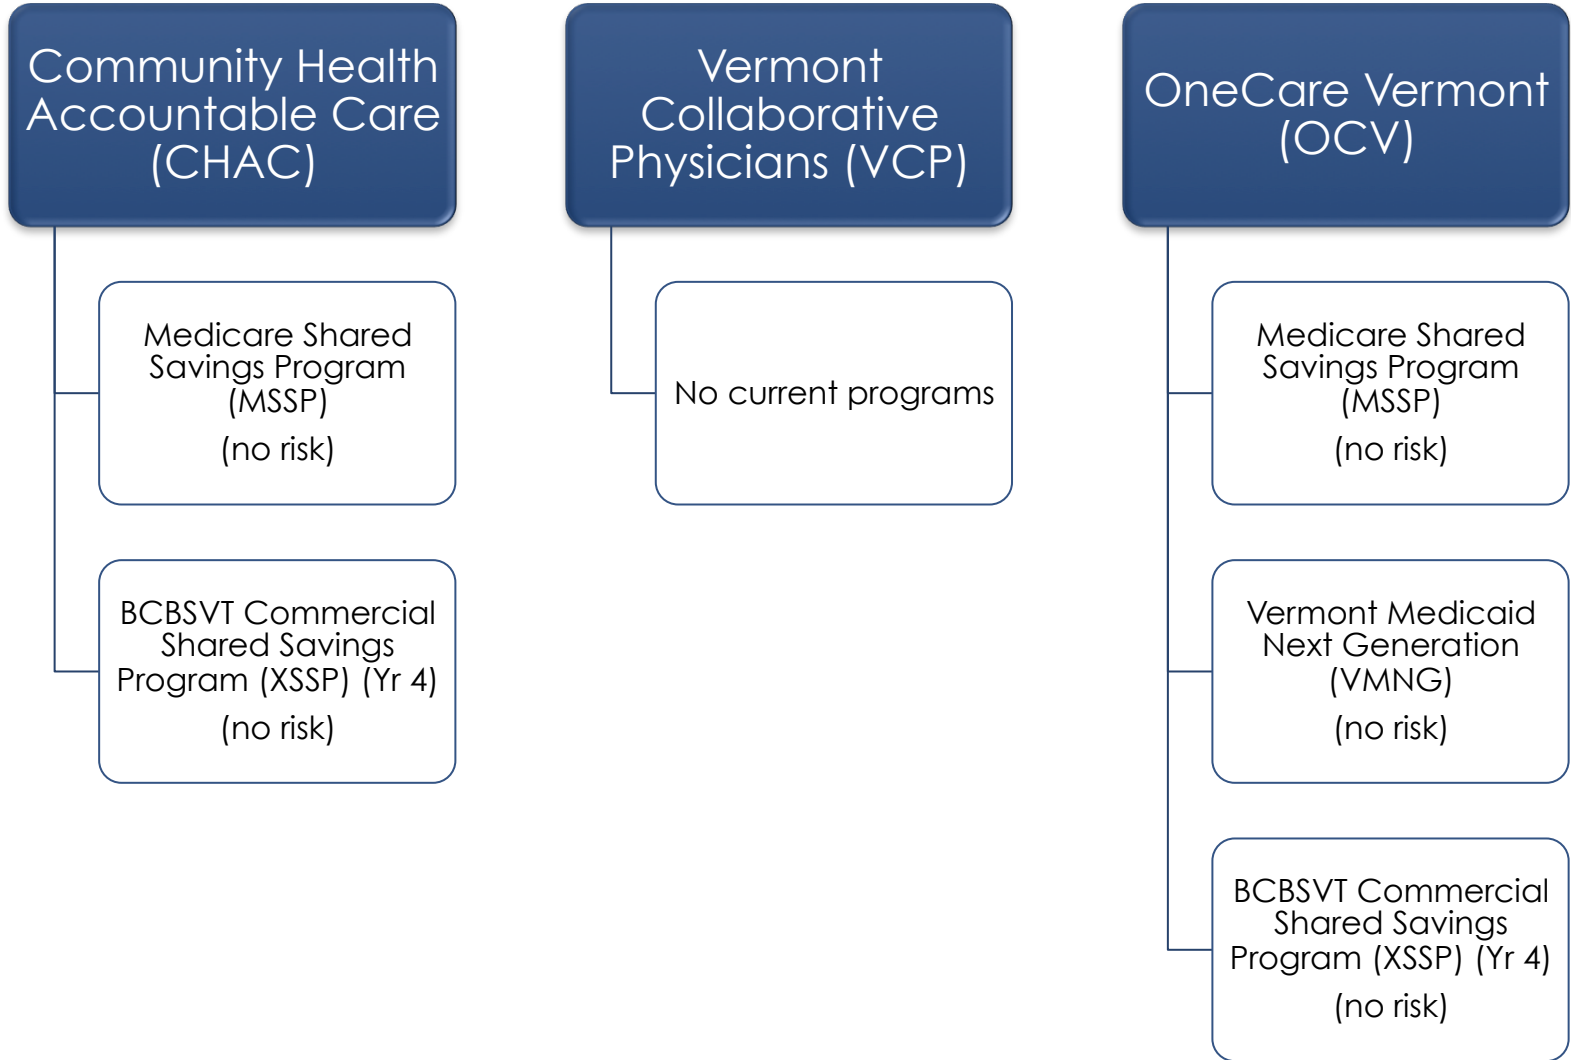 Community Health
Accountable Care
(CHAC)
Medicare Shared
Savings Program
(MSSP)
(no risk)
BCBSVT Commercial
Shared Savings
Program (XSSP) (Yr 4)
(no risk)
Vermont
Collaborative
Physicians (VCP)
No current programs
OneCare Vermont
(OCV)
Medicare Shared
Savings Program
(MSSP)
(no risk)
Vermont Medicaid
Next Generation
(VMNG)
(no risk)
BCBSVT Commercial
Shared Savings
Program (XSSP) (Yr 4)
(no risk)